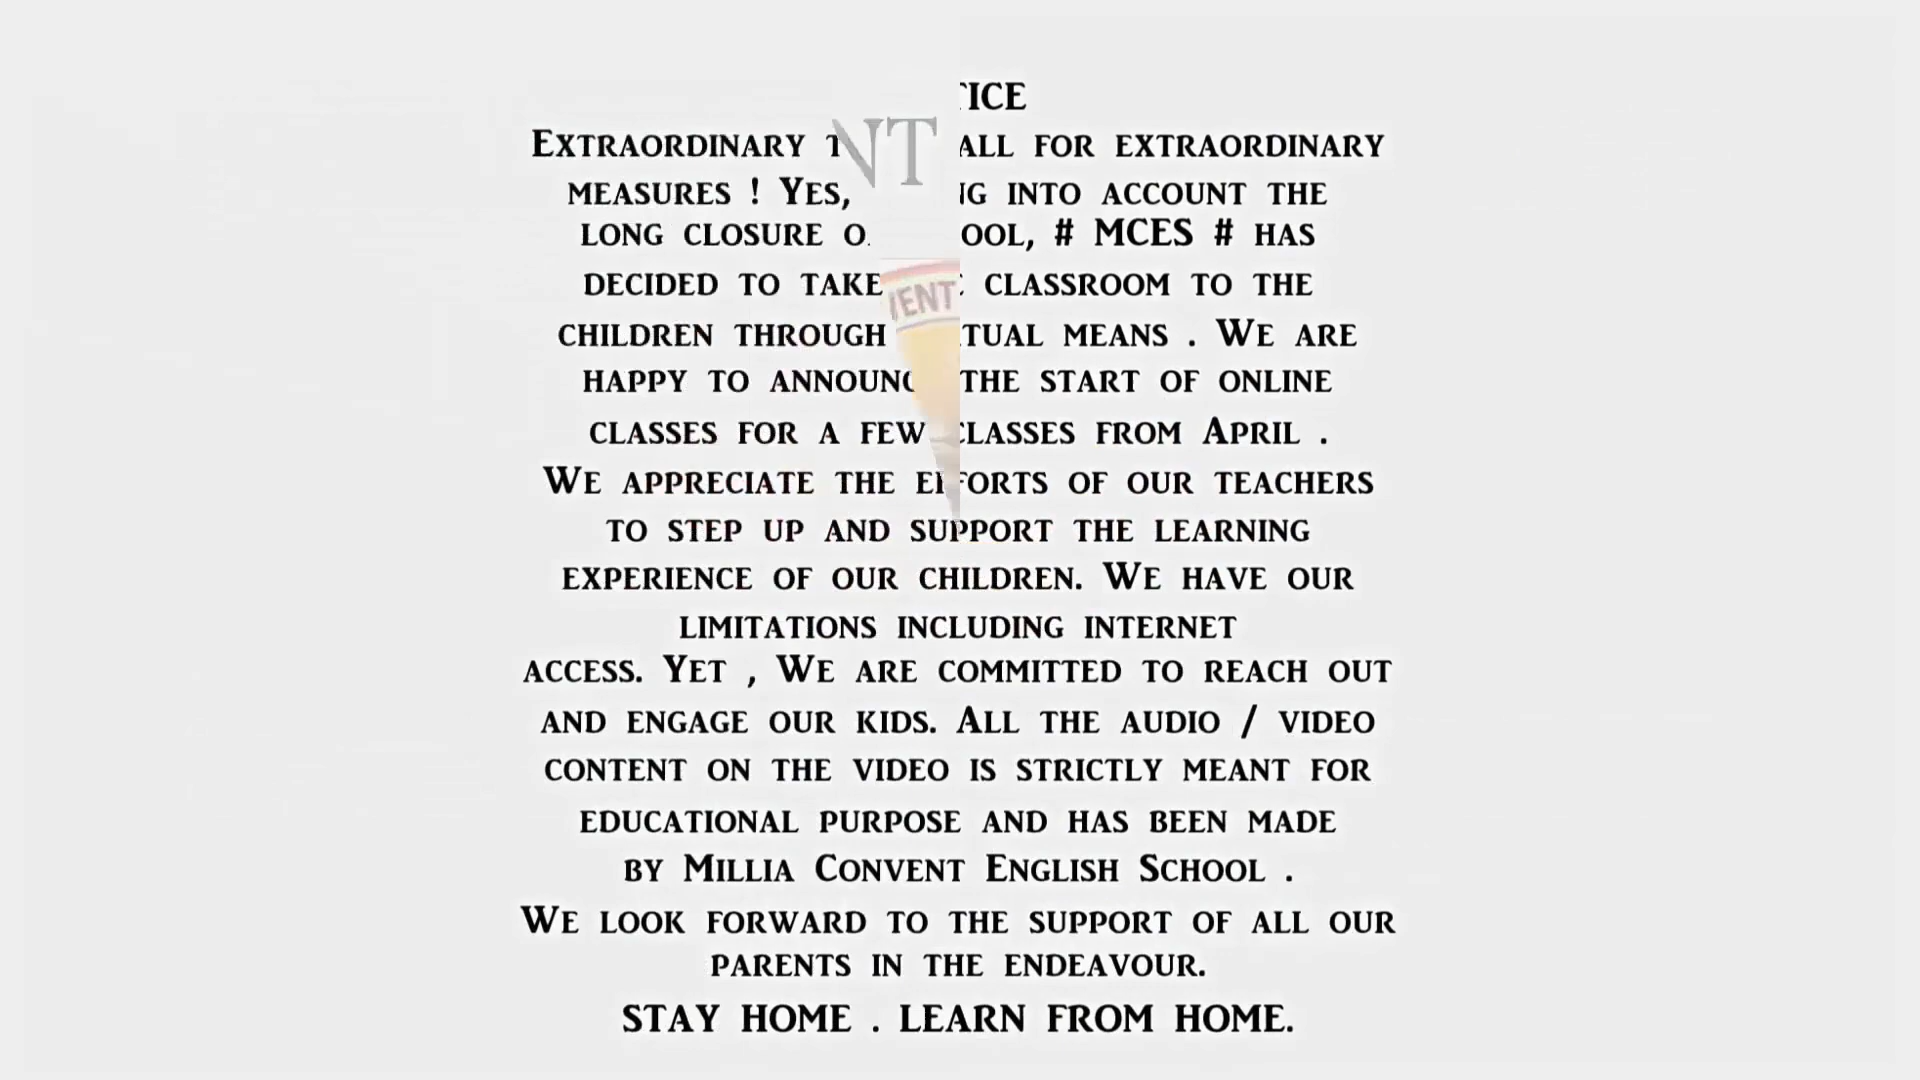 TICE
EXTRAORDINARY ALL FOR EXTRAORDINARY
NT
MEASURES ! YES, INTO ACCOUNT THE
LONG CLOSURE # MCES # HAS
DECIDED TO TAKE CLASSROOM TO THE
IENT
CHILDREN THROUGH MEANS . WE ARE
HAPPY TO THE START OF ONLINE
CLASSES FOR A FEW CLASSES FROM APRIL .
WE APPRECIATE THE EFFORTS OF OUR TEACHERS
TO STEP UP AND SUPPORT THE LEARNING
EXPERIENCE OF OUR CHILDREN. WE HAVE OUR
LIMITATIONS INCLUDING INTERNET
ACCESS. YET , WE ARE COMMITTED TO REACH OUT
AND ENGAGE OUR KIDS. ALL THE AUDIO / VIDEO
CONTENT ON THE VIDEO IS STRICTLY MEANT FOR
EDUCATIONAL PURPOSE AND HAS BEEN MADE
BY MILLIA CONVENT ENGLISH SCHOOL .
WE LOOK FORWARD TO THE SUPPORT OF ALL OUR
PARENTS IN THE ENDEAVOUR.
STAY HOME . LEARN FROM HOME.